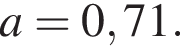 a = 0,71.